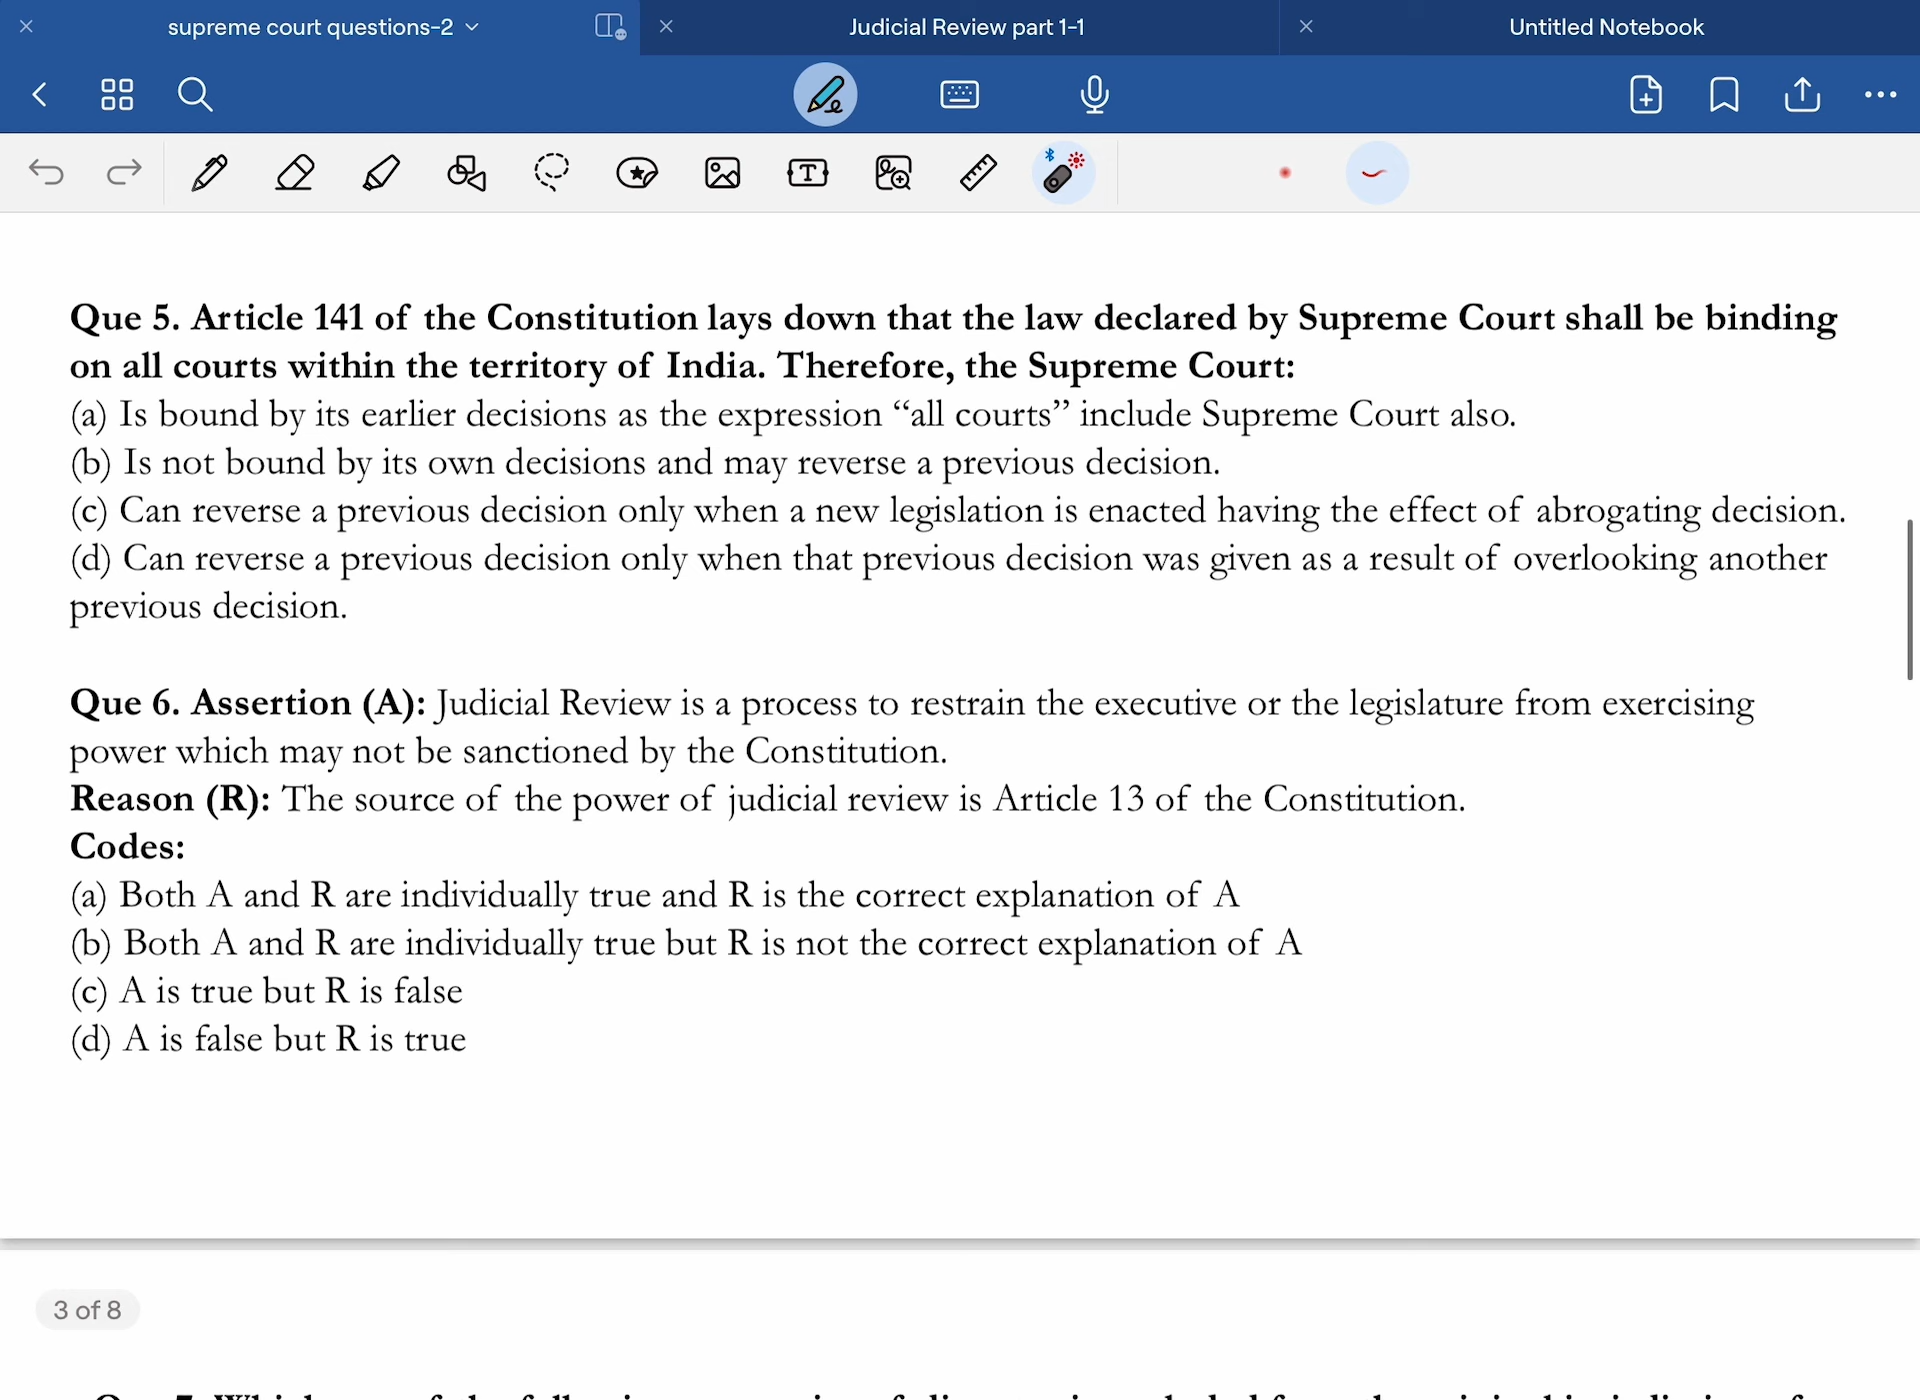 supreme court questions-2
Judicial Review part 1-1
Untitled Notebook
Que 5. Article 141 of the Constitution lays down that the law declared by Supreme Court shall be binding
on all courts within the territory of India. Therefore, the Supreme Court:
(a) Is bound by its earlier decisions as the expression “all courts” include Supreme Court also.
(b) Is not bound by its own decisions and may reverse a previous decision.
(c) Can reverse a previous decision only when a new legislation is enacted having the effect of abrogating decision.
(d) Can reverse a previous decision only when that previous decision was given as a result of overlooking another
previous decision.
Que 6. Assertion (A): Judicial Review is a process to restrain the executive or the legislature from exercising
power which may not be sanctioned by the Constitution.
Reason (R): The source of the power of judicial review is Article 13 of the Constitution.
Codes:
(a) Both A and R are individually true and R is the correct explanation of A
(b) Both A and R are individually true but R is not the correct explanation of A
(c) A is true but R is false
(d) A is false but R is true
3 of 8